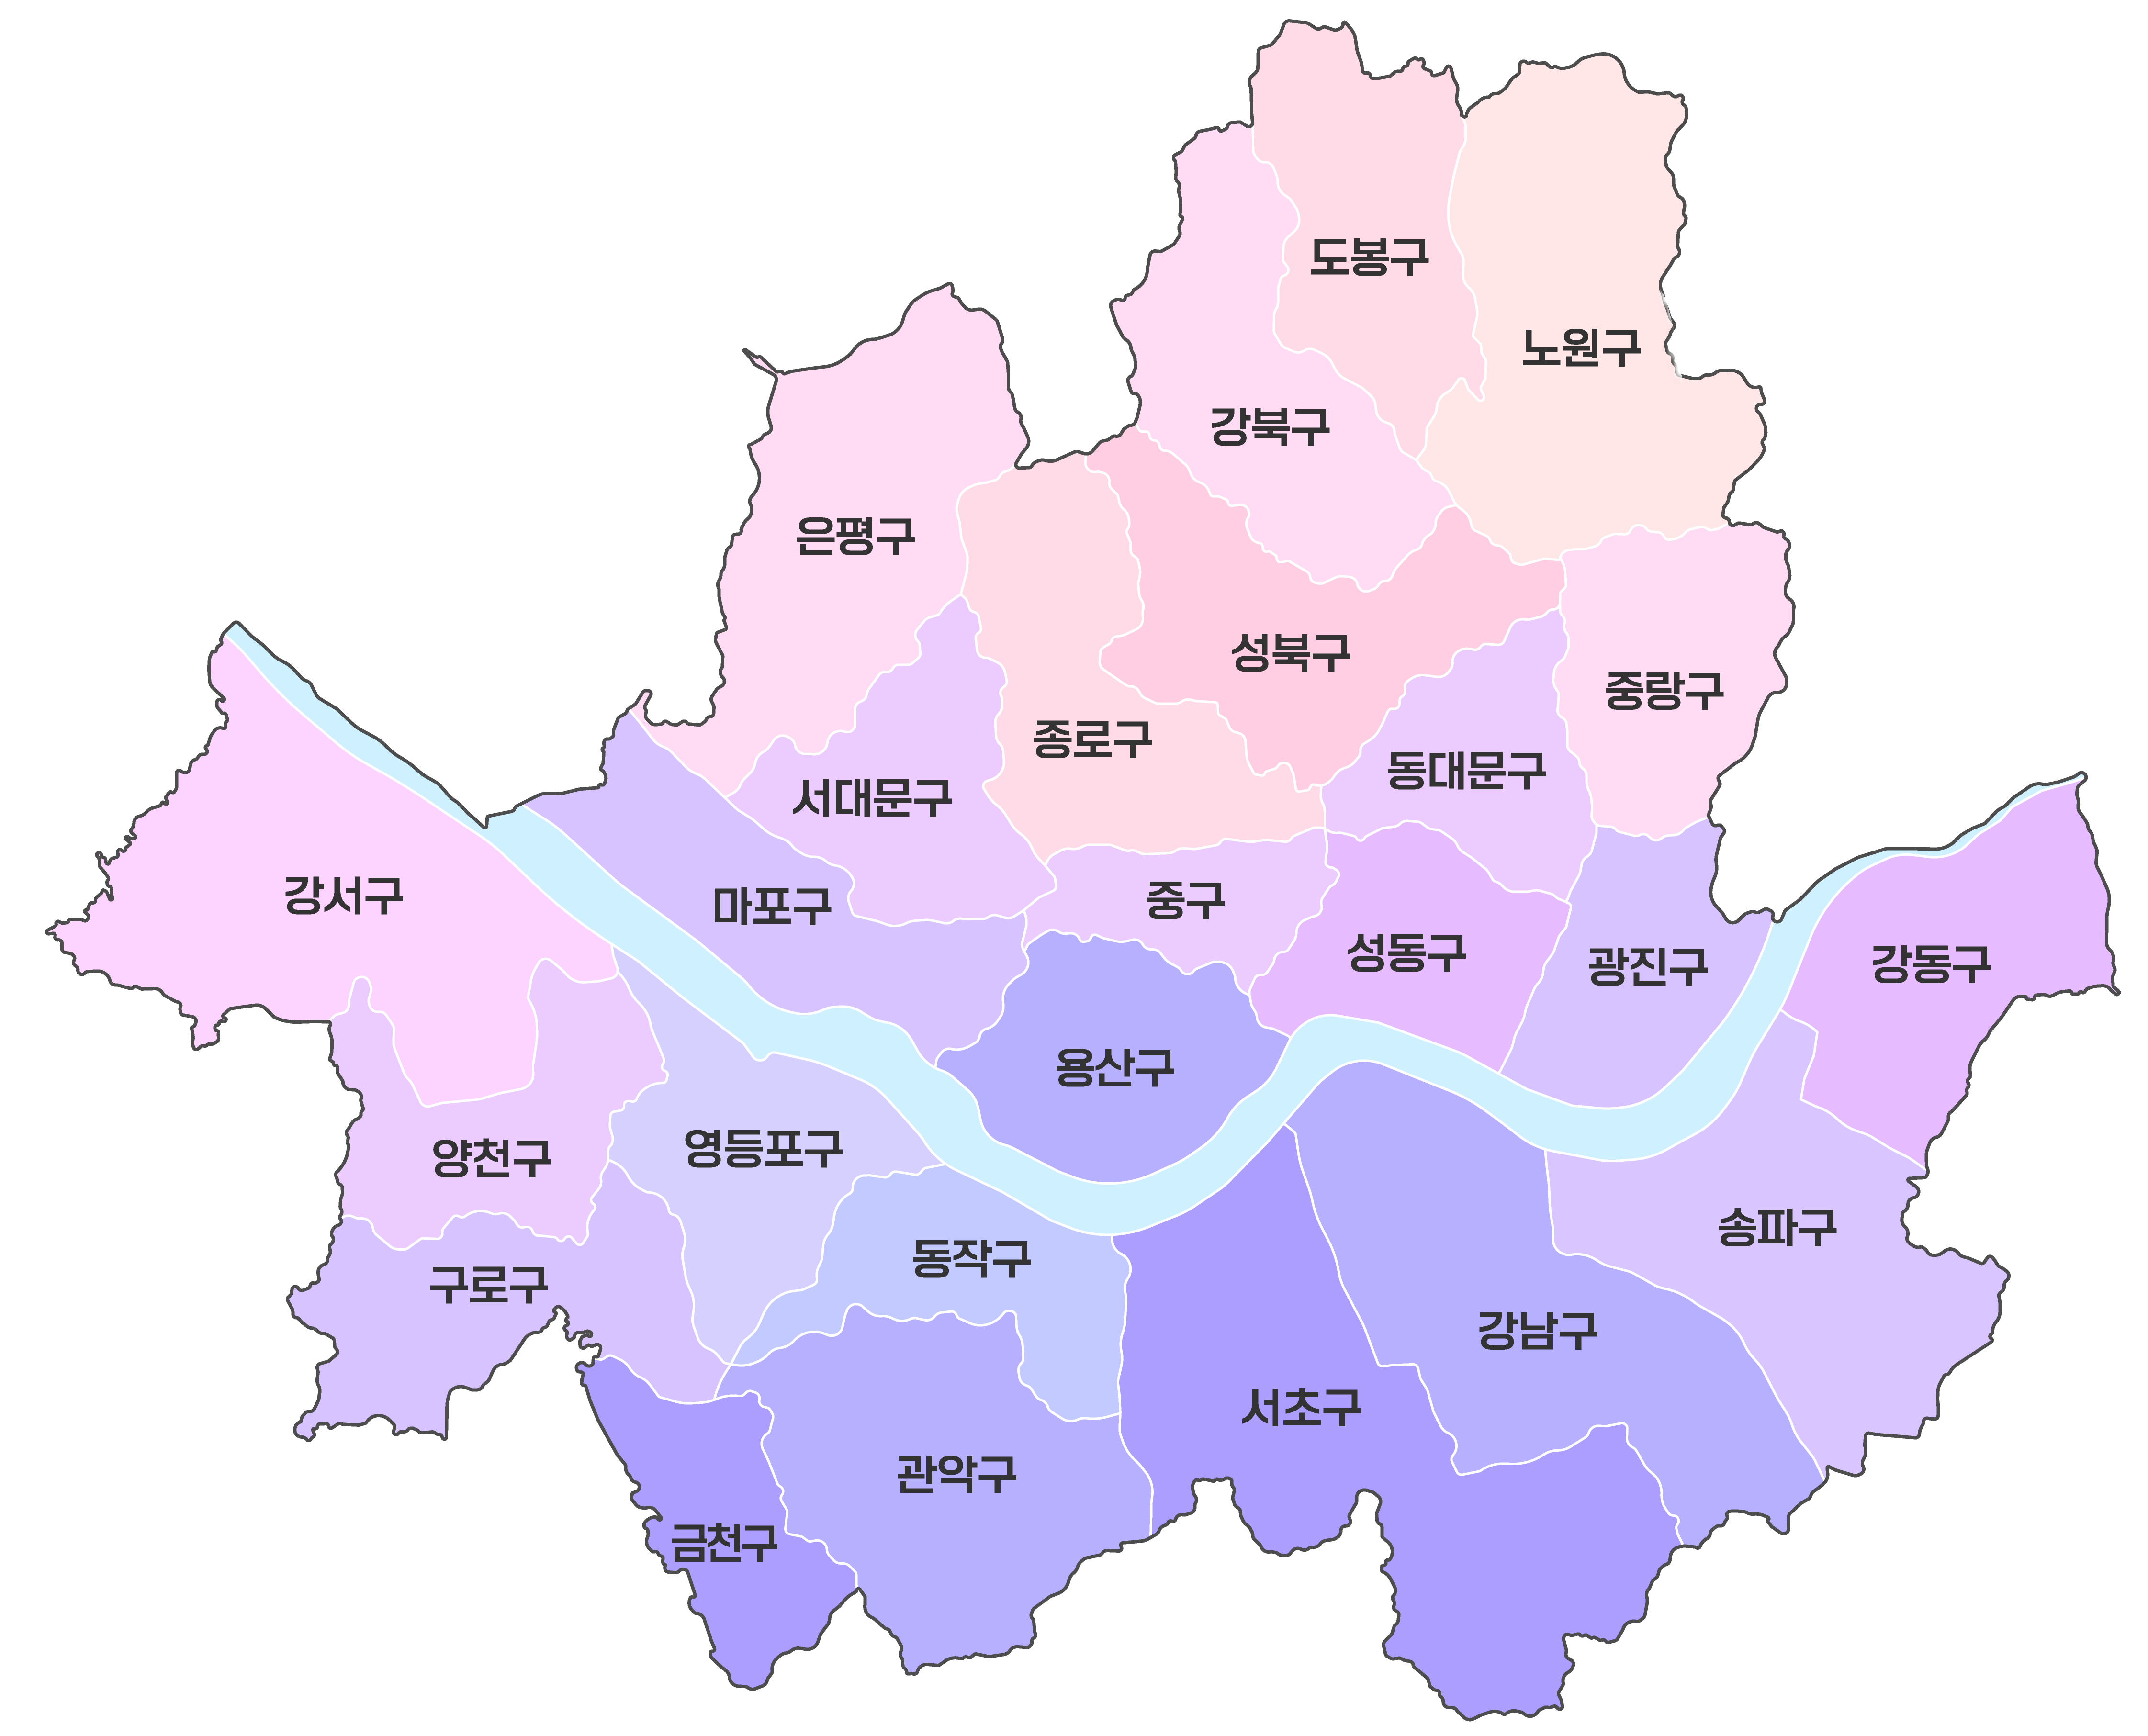 도봉구
노원구
강북구
은평구
성북구
중랑구
종로구
동대문구
서대문구
강서구
마포구
중구
성동구
광진구
강동구
용산구
양천구
영등포구
송파구
동작구
구로구
강남구
서초구
관악구
금천구